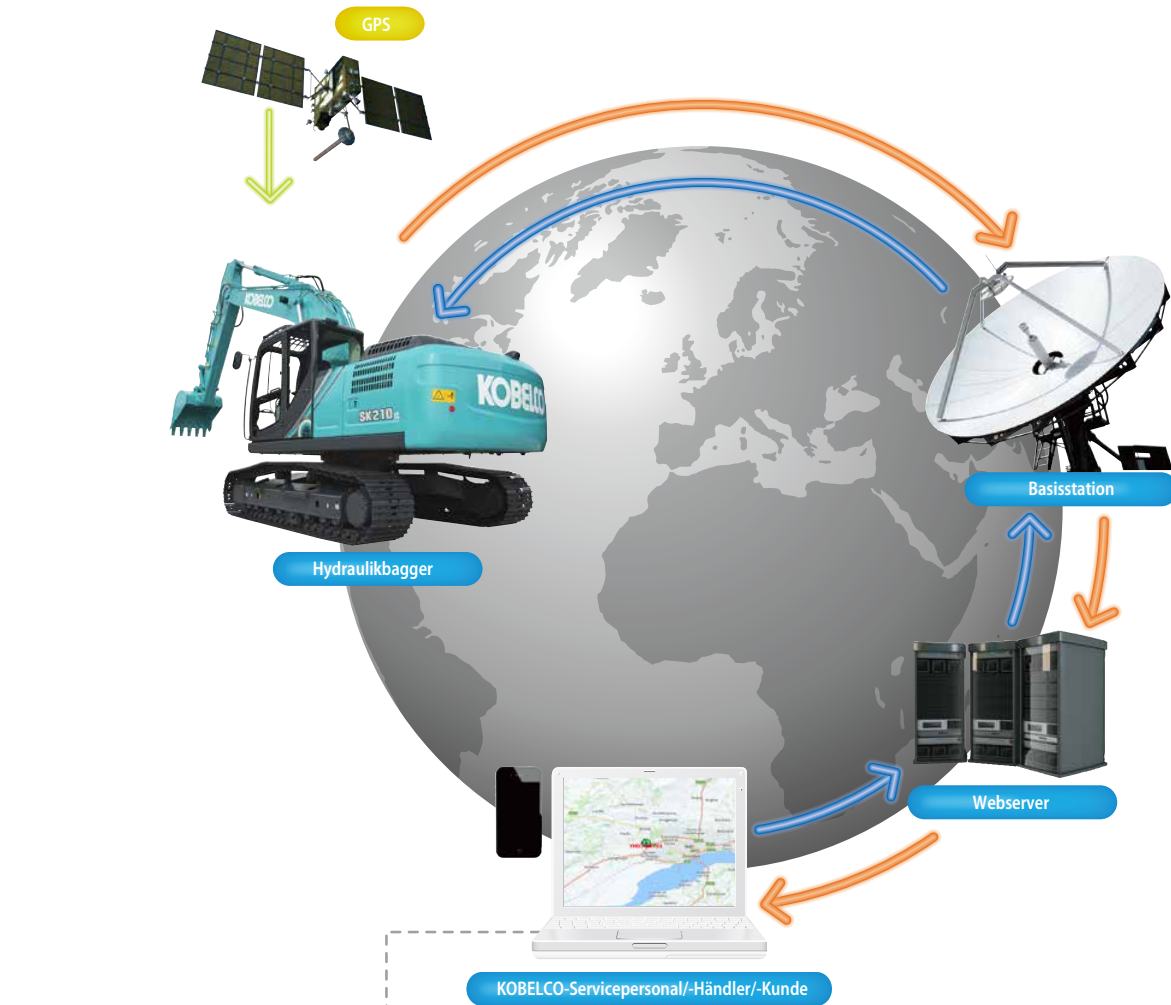 GPS
KOBELCO
KOBELCO
SK210
Basisstation
Hydraulikbagger
Webserver
KOBELCO-Servicepersonal/-Händler/-Kunde